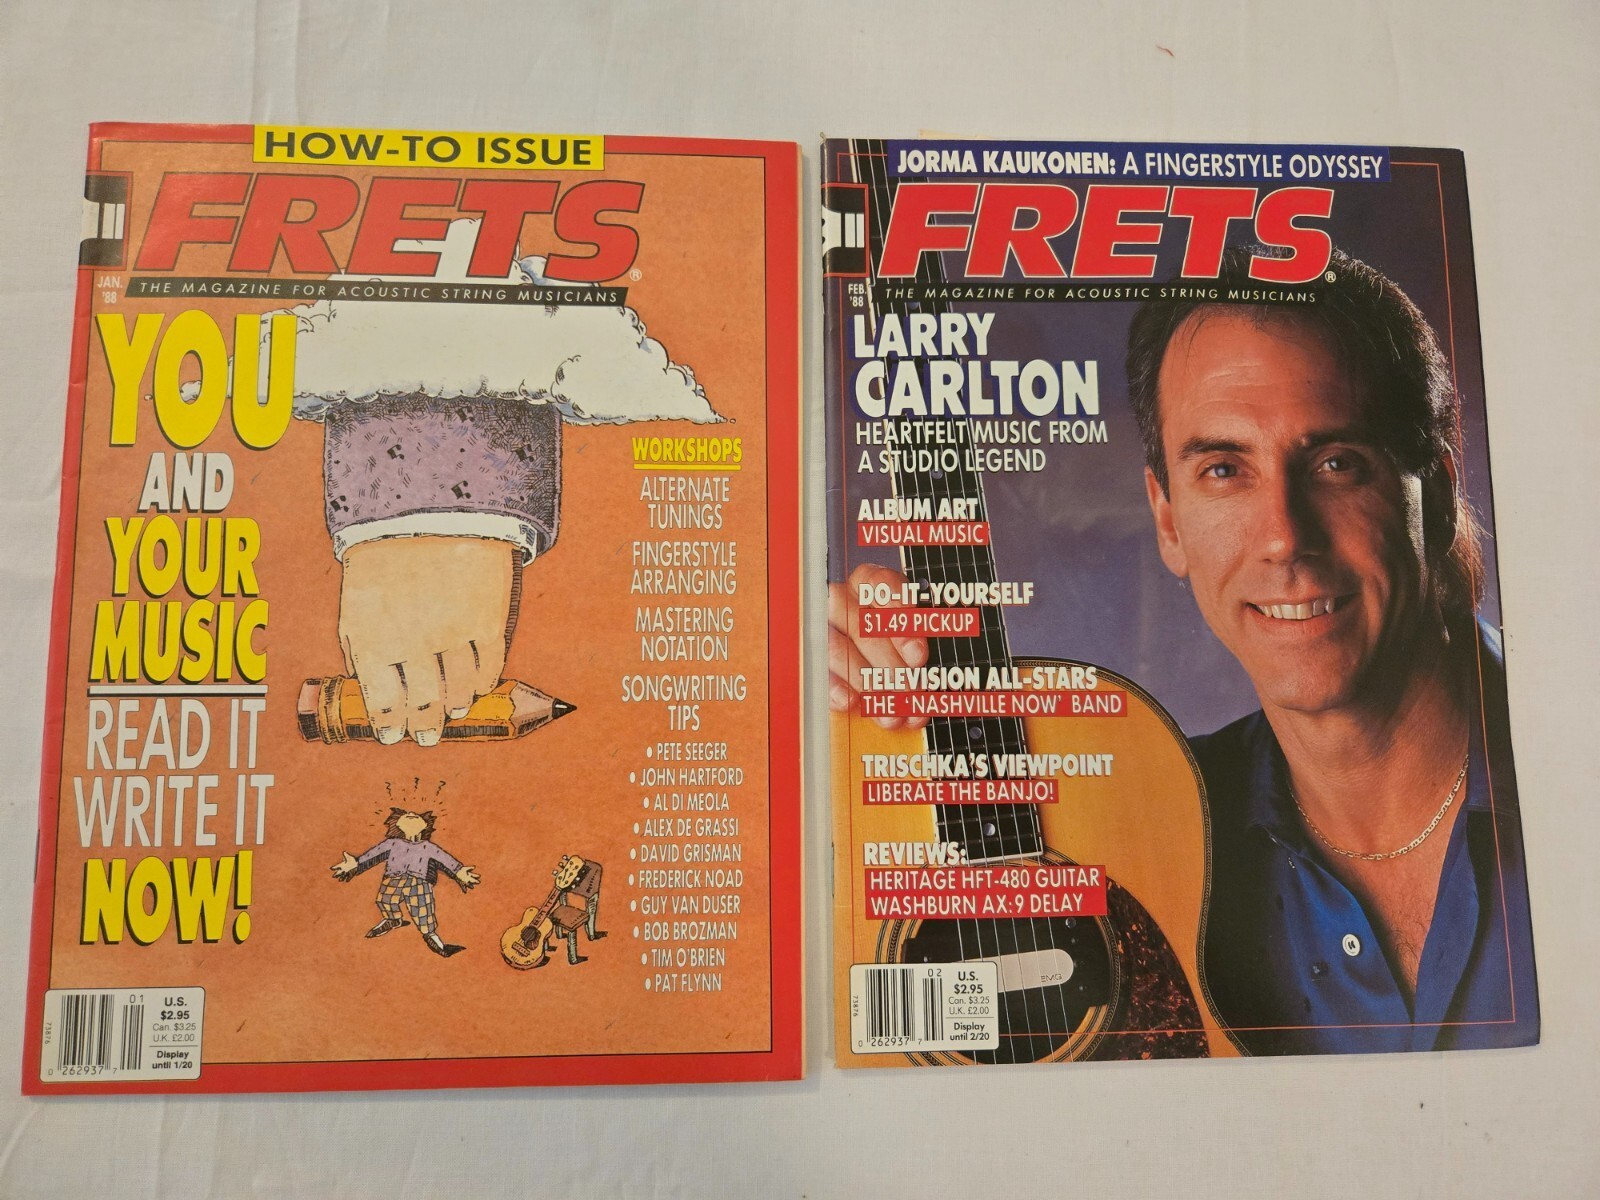 HOW-TO ISSUE
FRETS®
JAN.
'88
THE MAGAZINE FOR ACOUSTIC STRING MUSICIANS
YOU
AND
YOUR
MUSIC
READ IT
WRITE IT
NOW!
WORKSHOPS
ALTERNATE
TUNINGS
FINGERSTYLE
ARRANGING
MASTERING
NOTATION
SONGWRITING
TIPS
• PETE SEEGER
• JOHN HARTFORD
• AL DI MEOLA
• ALEX DE GRASSI
• DAVID GRISMAN
• FREDERICK NOAD
• GUY VAN DUSER
• BOB BROZMAN
• TIM O'BRIEN
• PAT FLYNN
73876
01
0 262937 7
U.S.
$2.95
Can. $3.25
U.K. £2.00
Display
until 1/20
JORMA KAUKONEN: A FINGERSTYLE ODYSSEY
FRETS®
FEB.
'88
THE MAGAZINE FOR ACOUSTIC STRING MUSICIANS
LARRY
CARLTON
HEARTFELT MUSIC FROM
A STUDIO LEGEND
ALBUM ART
VISUAL MUSIC
DO-IT-YOURSELF
$1.49 PICKUP
TELEVISION ALL-STARS
THE 'NASHVILLE NOW' BAND
TRISCHKA'S VIEWPOINT
LIBERATE THE BANJO!
REVIEWS:
HERITAGE HFT-480 GUITAR
WASHBURN AX:9 DELAY
EMG
73876
02
0 262937 7
U.S.
$2.95
Can. $3.25
U.K. £2.00
Display
until 2/20